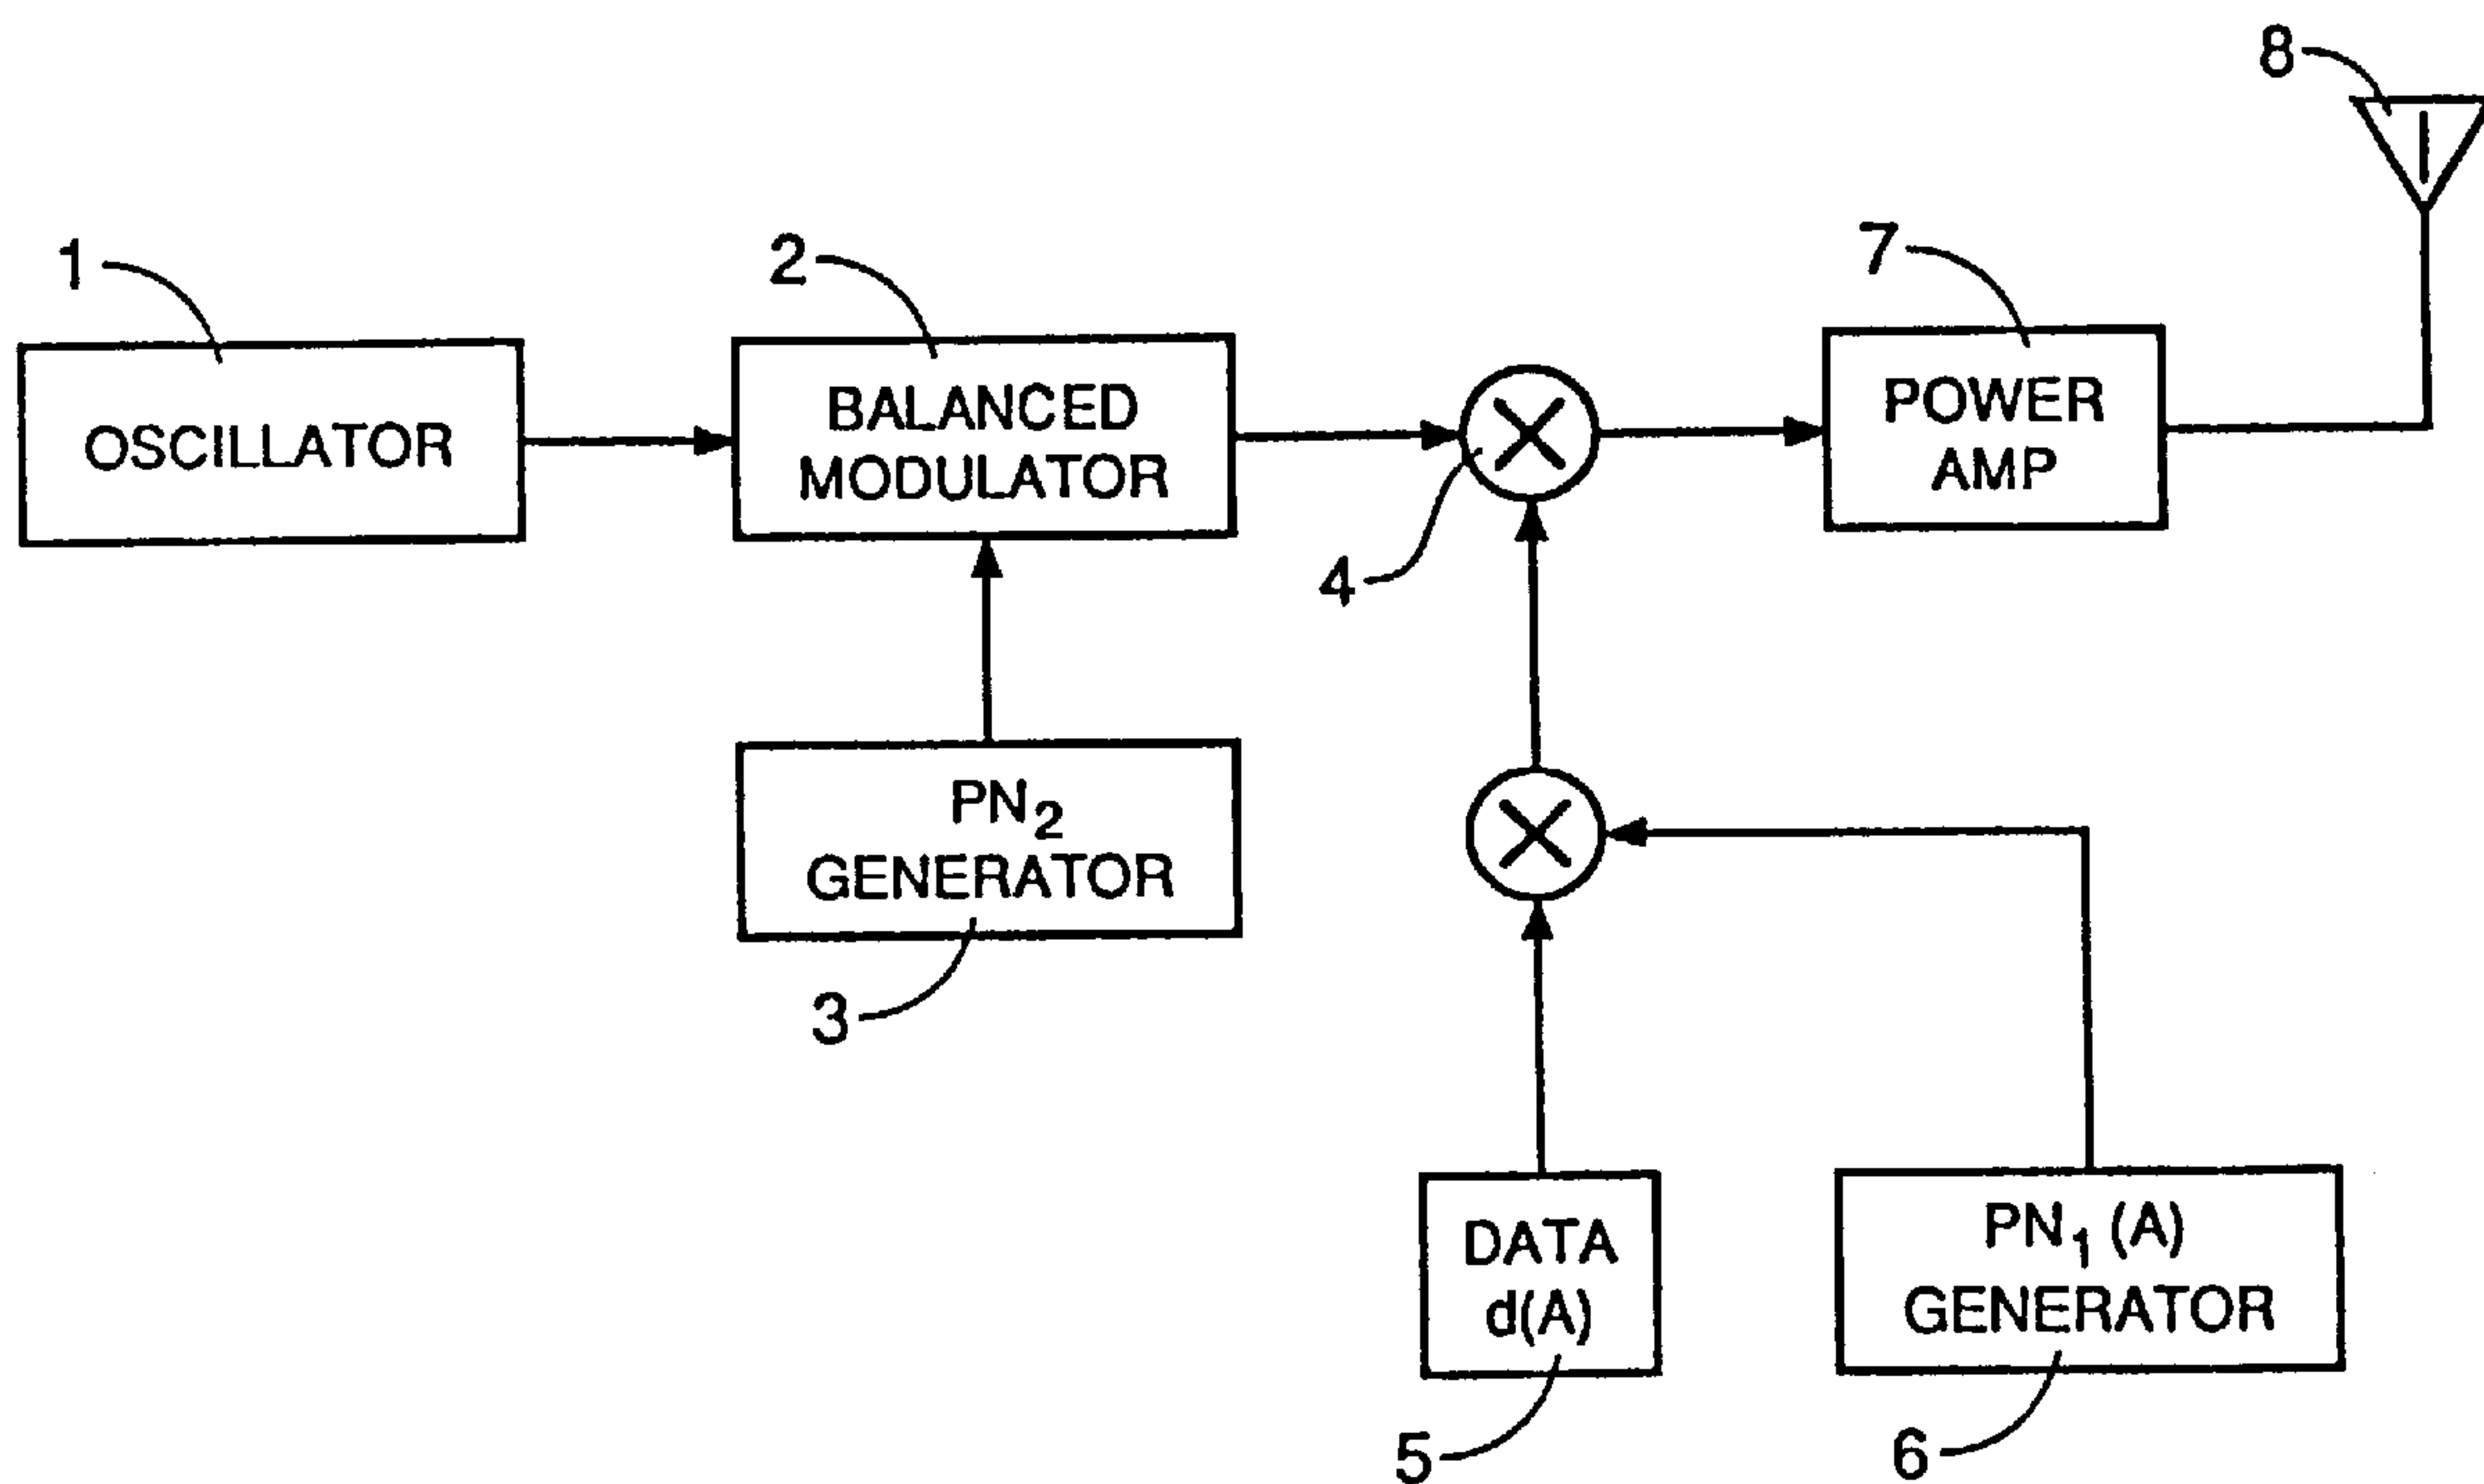 8
1
2
7
OSCILLATOR
BALANCED
MODULATOR
POWER
AMP
4
PN2
GENERATOR
3
DATA
d(A)
PN1 (A)
GENERATOR
5
6